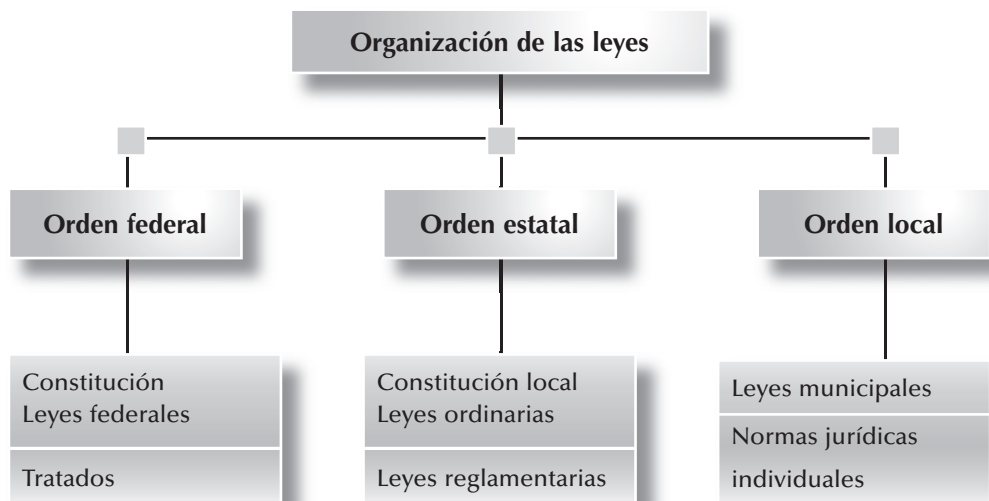 Organización de las leyes
Orden federal
Orden estatal
Orden local
Constitución
Leyes federales
Tratados
Constitución local
Leyes ordinarias
Leyes reglamentarias
Leyes municipales
Normas jurídicas
individuales